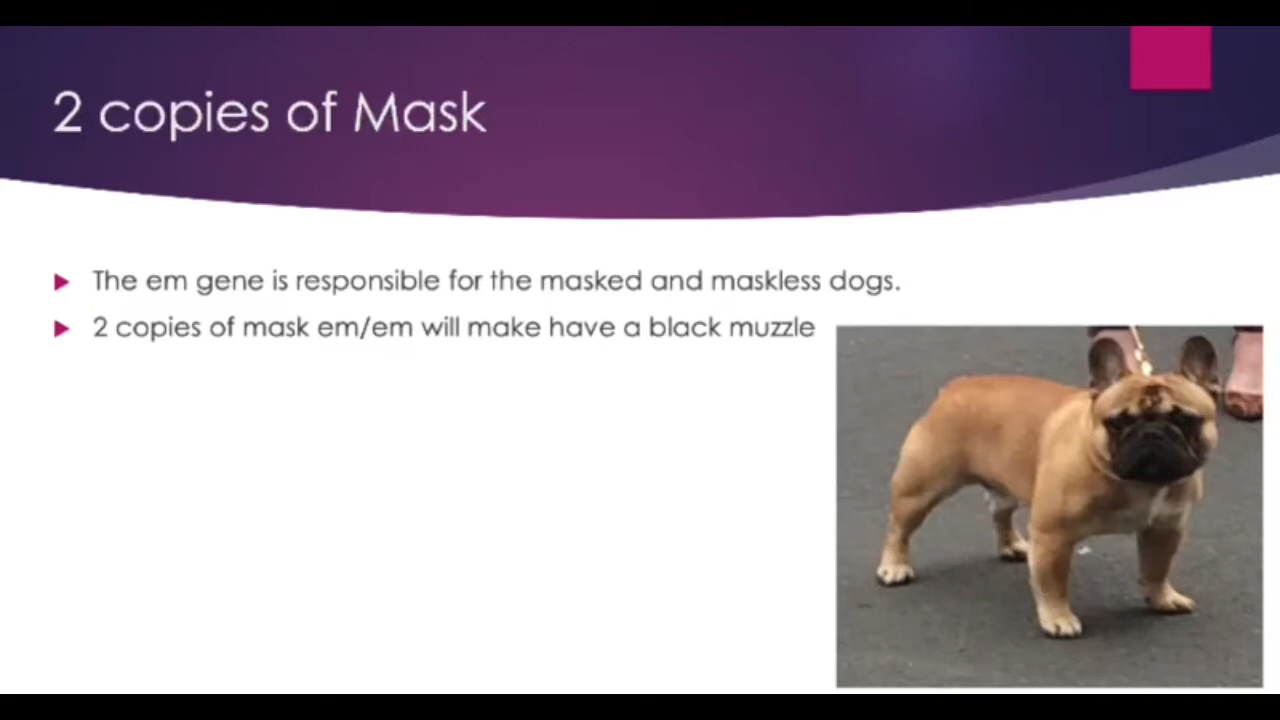 2 copies of Mask
The em gene is responsible for the masked and maskless dogs.
2 copies of mask em/em will make have a black muzzle